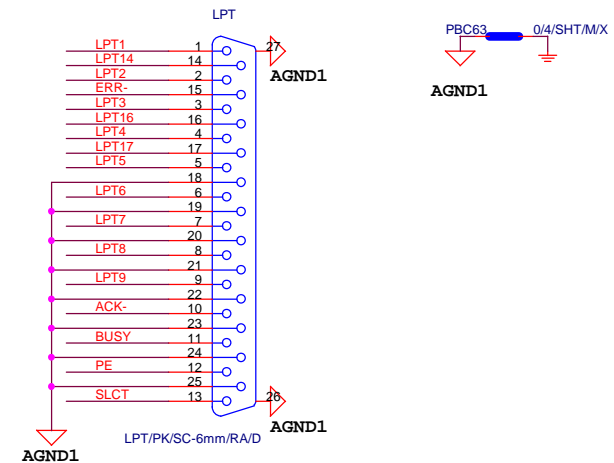 LPT
PBC63 0/4/SHT/M/X
AGND1
LPT1 1 27
LPT14 14
AGND1
LPT2 2
ERR- 15
LPT3 3
LPT16 16
LPT4 4
LPT17 17
LPT5 5
18
LPT6 6
19
LPT7 7
20
LPT8 8
21
LPT9 9
22
ACK- 10
23
BUSY 11
24
PE 12
25
SLCT 13 26
AGND1
LPT/PK/SC-6mm/RA/D
AGND1